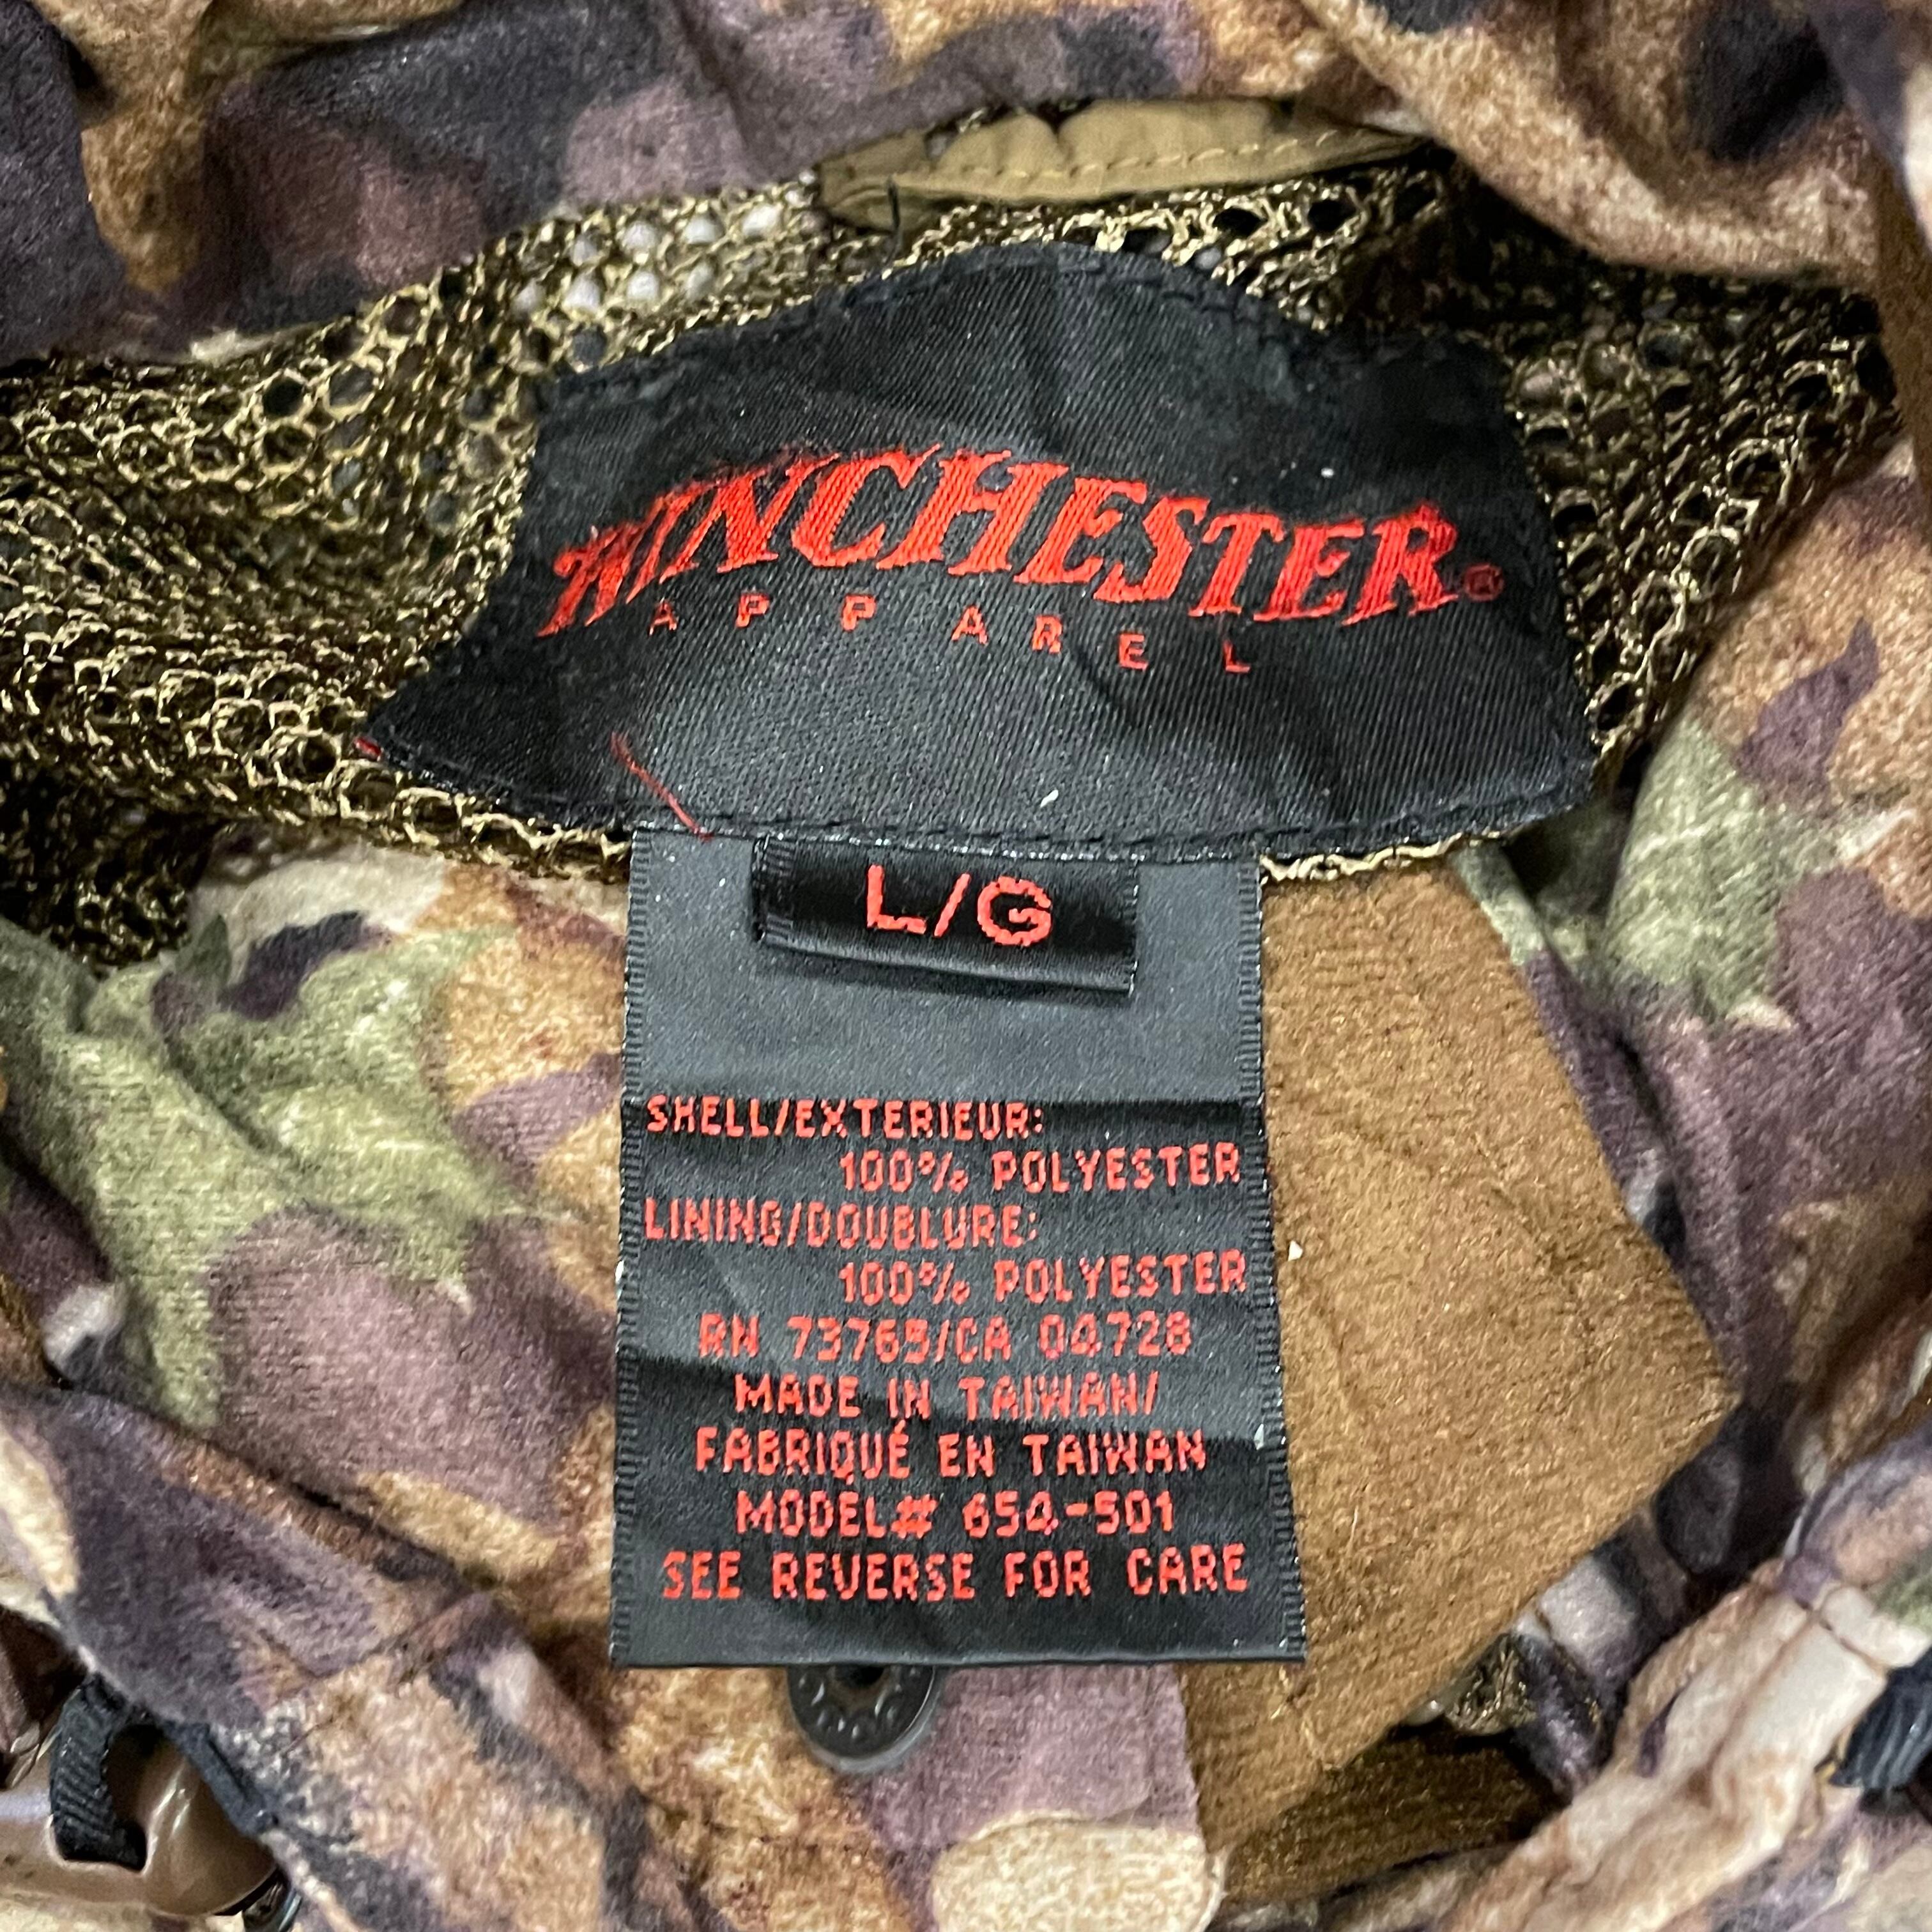 WINCHESTER®
APPAREL
L/G
SHELL/EXTERIEUR:
100% POLYESTER
LINING/DOUBLURE:
100% POLYESTER
RN 73765/CA 04728
MADE IN TAIWAN/
FABRIQUÉ EN TAIWAN
MODEL# 654-501
SEE REVERSE FOR CARE